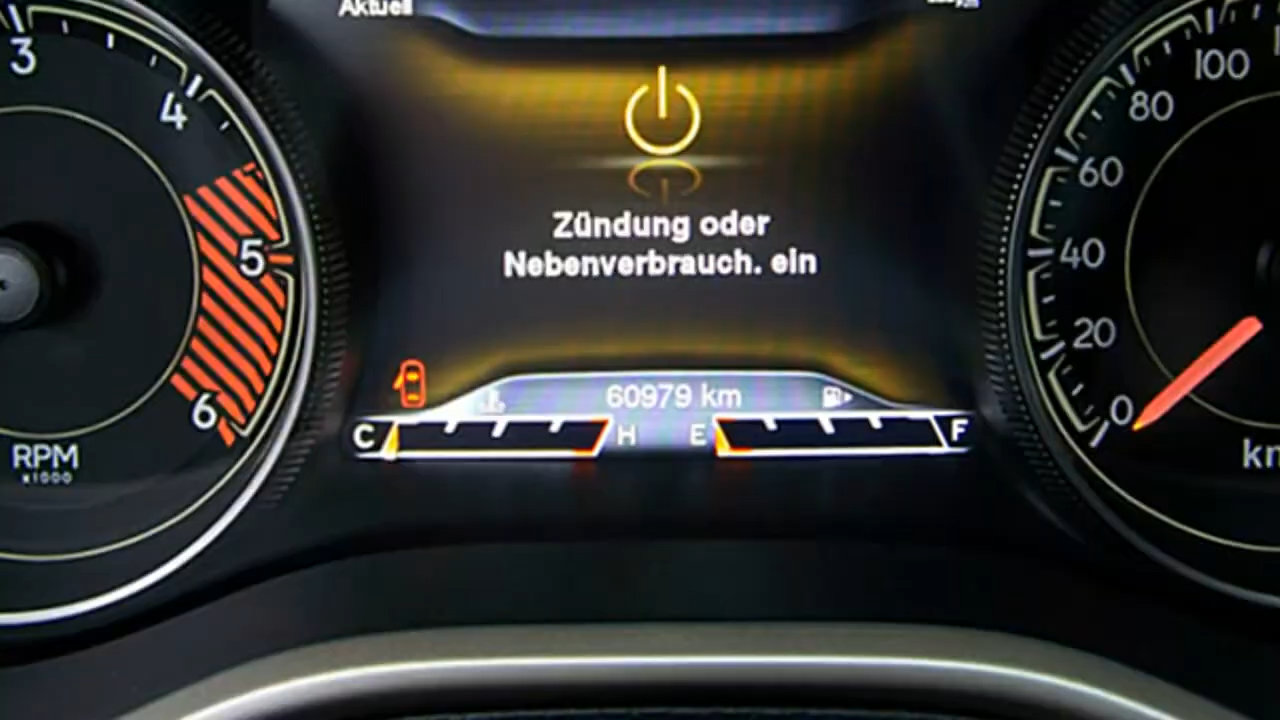 Aktuell
3
4
5
6
RPM
x1000
Zündung oder
Nebenverbrauch. ein
60979 km
C
H
E
F
100
80
60
40
20
0